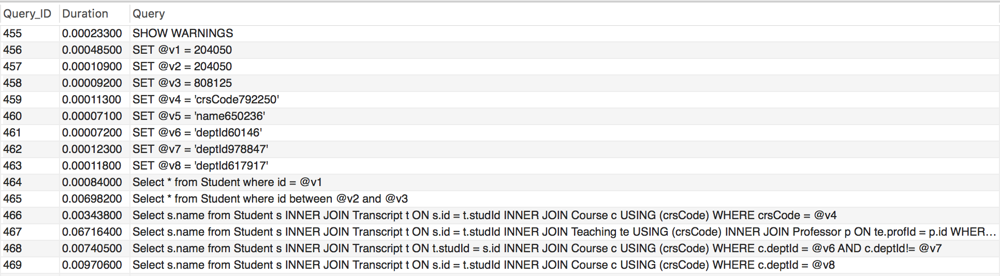 Query_ID Duration Query
455 0.00023300 SHOW WARNINGS
456 0.00048500 SET @v1 = 204050
457 0.00010900 SET @v2 = 204050
458 0.00009200 SET @v3 = 808125
459 0.00011300 SET @v4 = 'crsCode792250'
460 0.00007100 SET @v5 = 'name650236'
461 0.00007200 SET @v6 = 'deptId60146'
462 0.00012300 SET @v7 = 'deptId978847'
463 0.00011800 SET @v8 = 'deptId617917'
464 0.00084000 Select * from Student where id = @v1
465 0.00698200 Select * from Student where id between @v2 and @v3
466 0.00343800 Select s.name from Student s INNER JOIN Transcript t ON s.id = t.studId INNER JOIN Course c USING (crsCode) WHERE crsCode = @v4
467 0.06716400 Select s.name from Student s INNER JOIN Transcript t ON s.id = t.studId INNER JOIN Teaching te USING (crsCode) INNER JOIN Professor p ON te.profId = p.id WHER...
468 0.00740500 Select s.name from Student s INNER JOIN Transcript t ON t.studId = s.id INNER JOIN Course c USING (crsCode) WHERE c.deptId = @v6 AND c.deptId!= @v7
469 0.00970600 Select s.name from Student s INNER JOIN Transcript t ON s.id = t.studId INNER JOIN Course c USING (crsCode) WHERE c.deptId = @v8